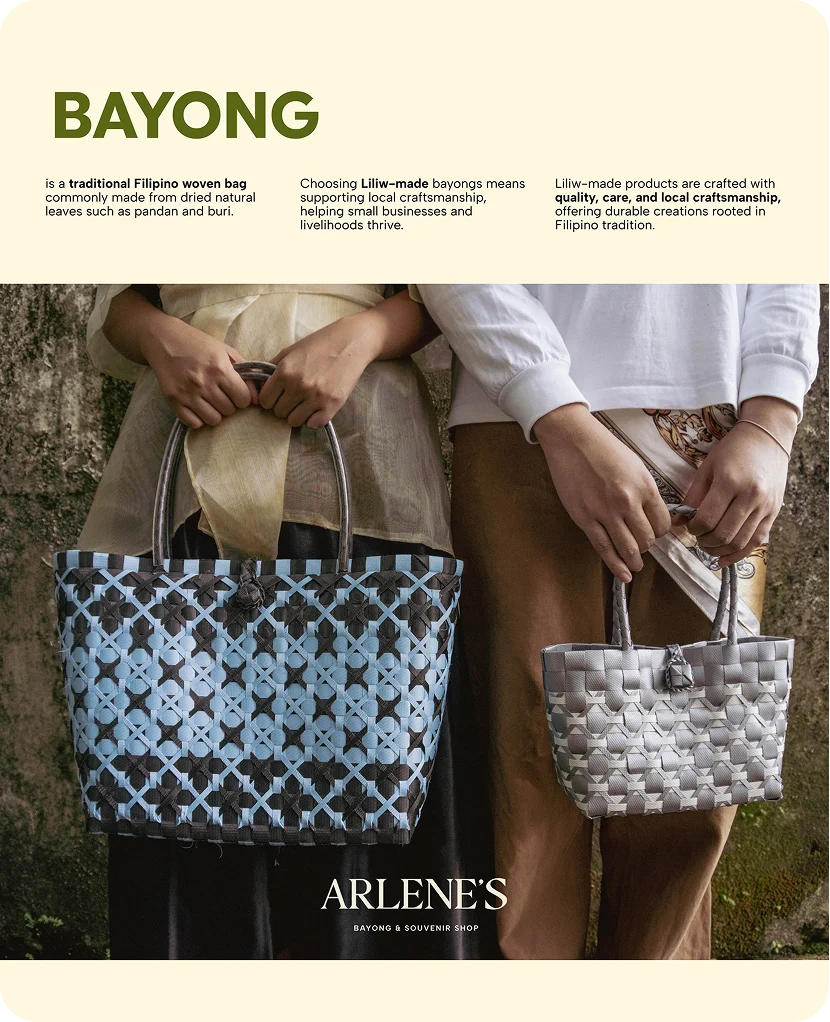 BAYONG
is a traditional Filipino woven bag
commonly made from dried natural
leaves such as pandan and buri.
Choosing Liliw-made bayongs means
supporting local craftsmanship,
helping small businesses and
livelihoods thrive.
Liliw-made products are crafted with
quality, care, and local craftsmanship,
offering durable creations rooted in
Filipino tradition.
ARLENE'S
BAYONG & SOUVENIR SHOP